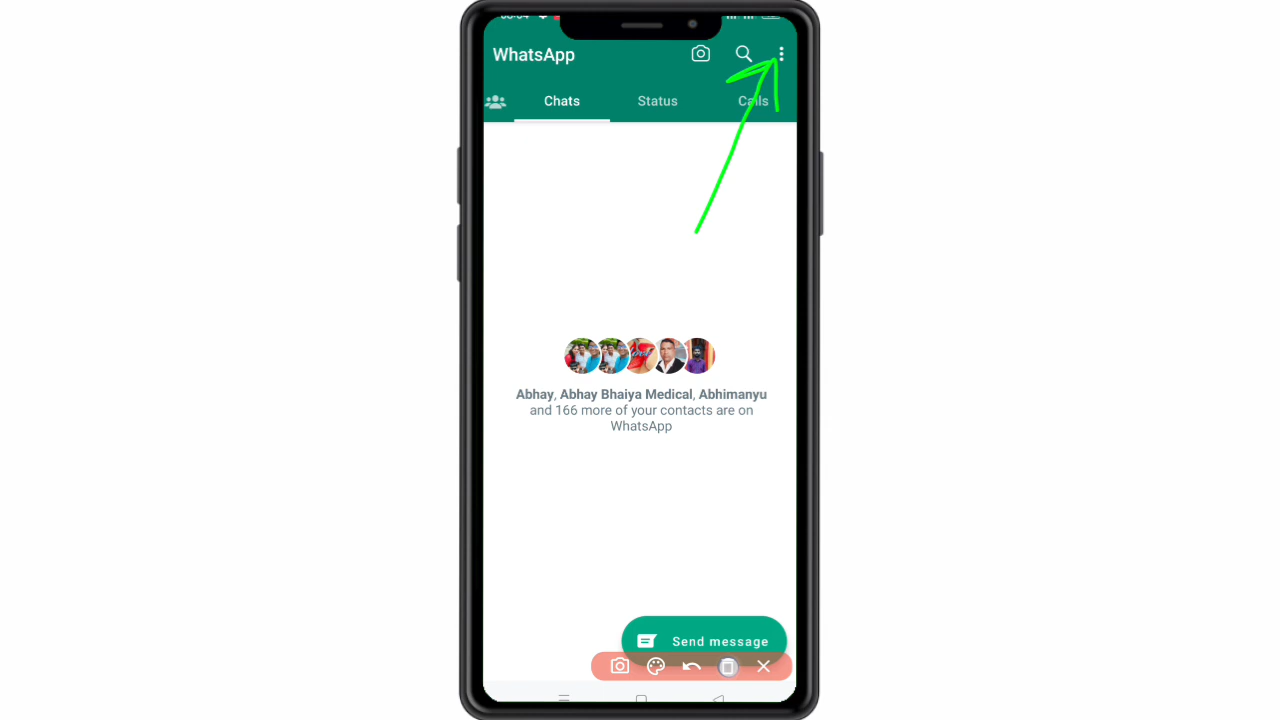 WhatsApp
Chats Status Calls
Abhay, Abhay Bhaiya Medical, Abhimanyu
and 166 more of your contacts are on
WhatsApp
Send message